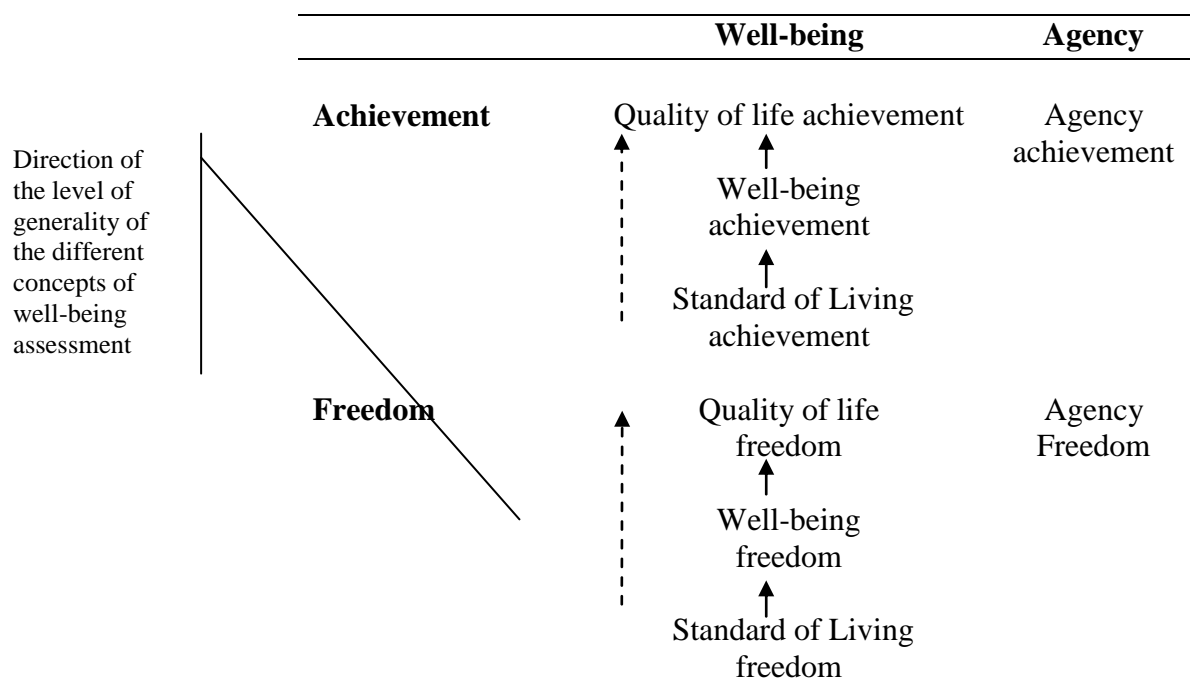 Well-being Agency
Achievement Quality of life achievement Agency
achievement
Direction of
the level of
generality of
the different
concepts of
well-being
assessment
Well-being
achievement
Standard of Living
achievement
Freedom Quality of life Agency
freedom Freedom
Well-being
freedom
Standard of Living
freedom